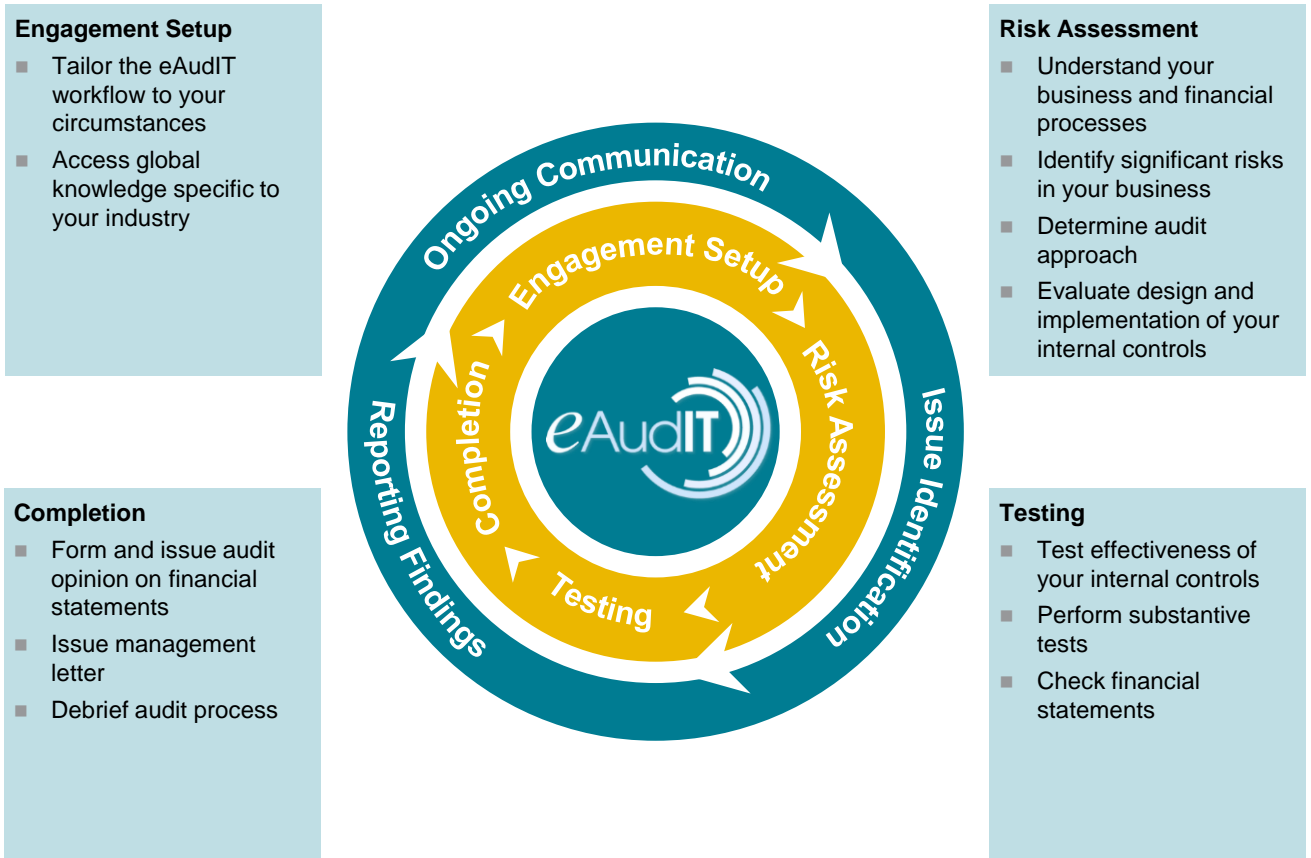 Engagement Setup
Tailor the eAudIT
workflow to your
circumstances
Access global
knowledge specific to
your industry
Risk Assessment
Understand your
business and financial
processes
Identify significant risks
in your business
Determine audit
approach
Evaluate design and
implementation of your
internal controls
Ongoing Communication
Issue Identification
Reporting Findings
Engagement Setup
Risk Assessment
Testing
Completion
eAudIT
Completion
Form and issue audit
opinion on financial
statements
Issue management
letter
Debrief audit process
Testing
Test effectiveness of
your internal controls
Perform substantive
tests
Check financial
statements